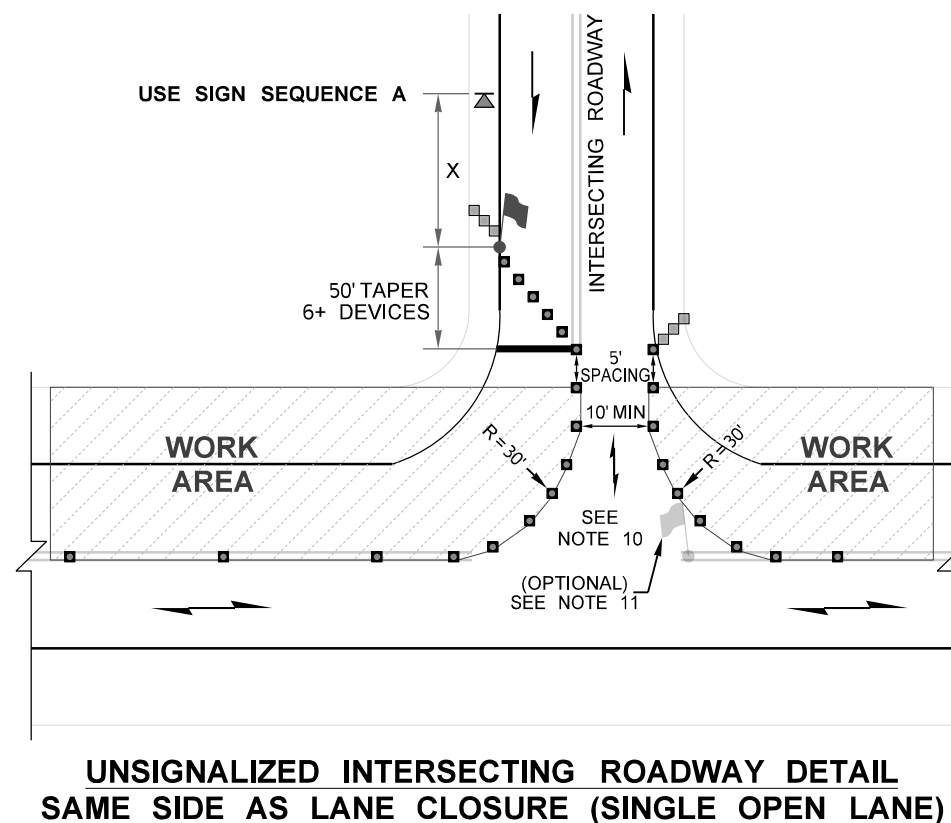 INTERSECTING ROADWAY
USE SIGN SEQUENCE A
X
50' TAPER
6+ DEVICES
5'
SPACING
10' MIN
WORK
AREA
R = 30'
R = 30'
WORK
AREA
SEE
NOTE 10
(OPTIONAL)
SEE NOTE 11
UNSIGNALIZED INTERSECTING ROADWAY DETAIL
SAME SIDE AS LANE CLOSURE (SINGLE OPEN LANE)